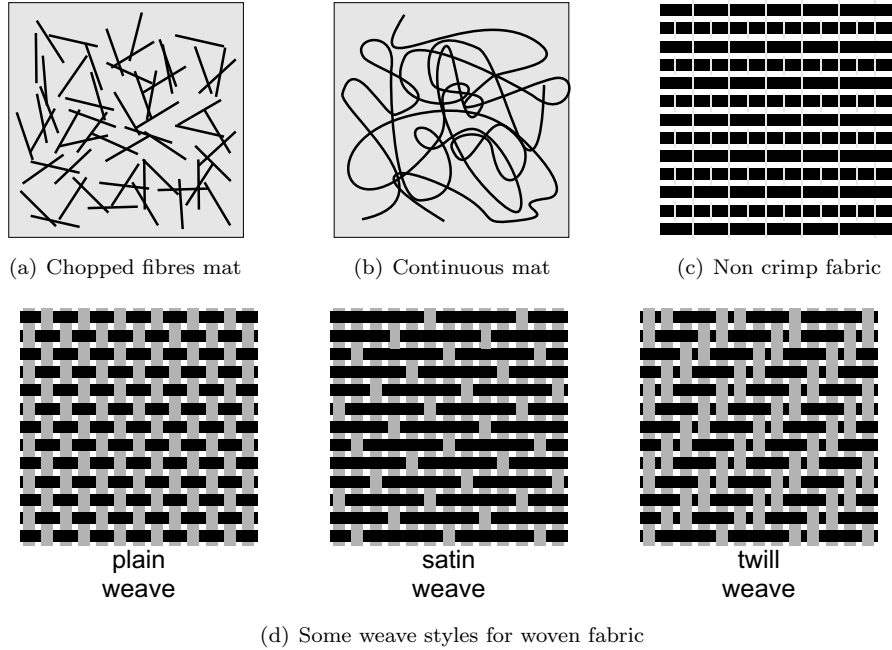 (a) Chopped fibres mat
(b) Continuous mat
(c) Non crimp fabric
plain
weave
satin
weave
twill
weave
(d) Some weave styles for woven fabric